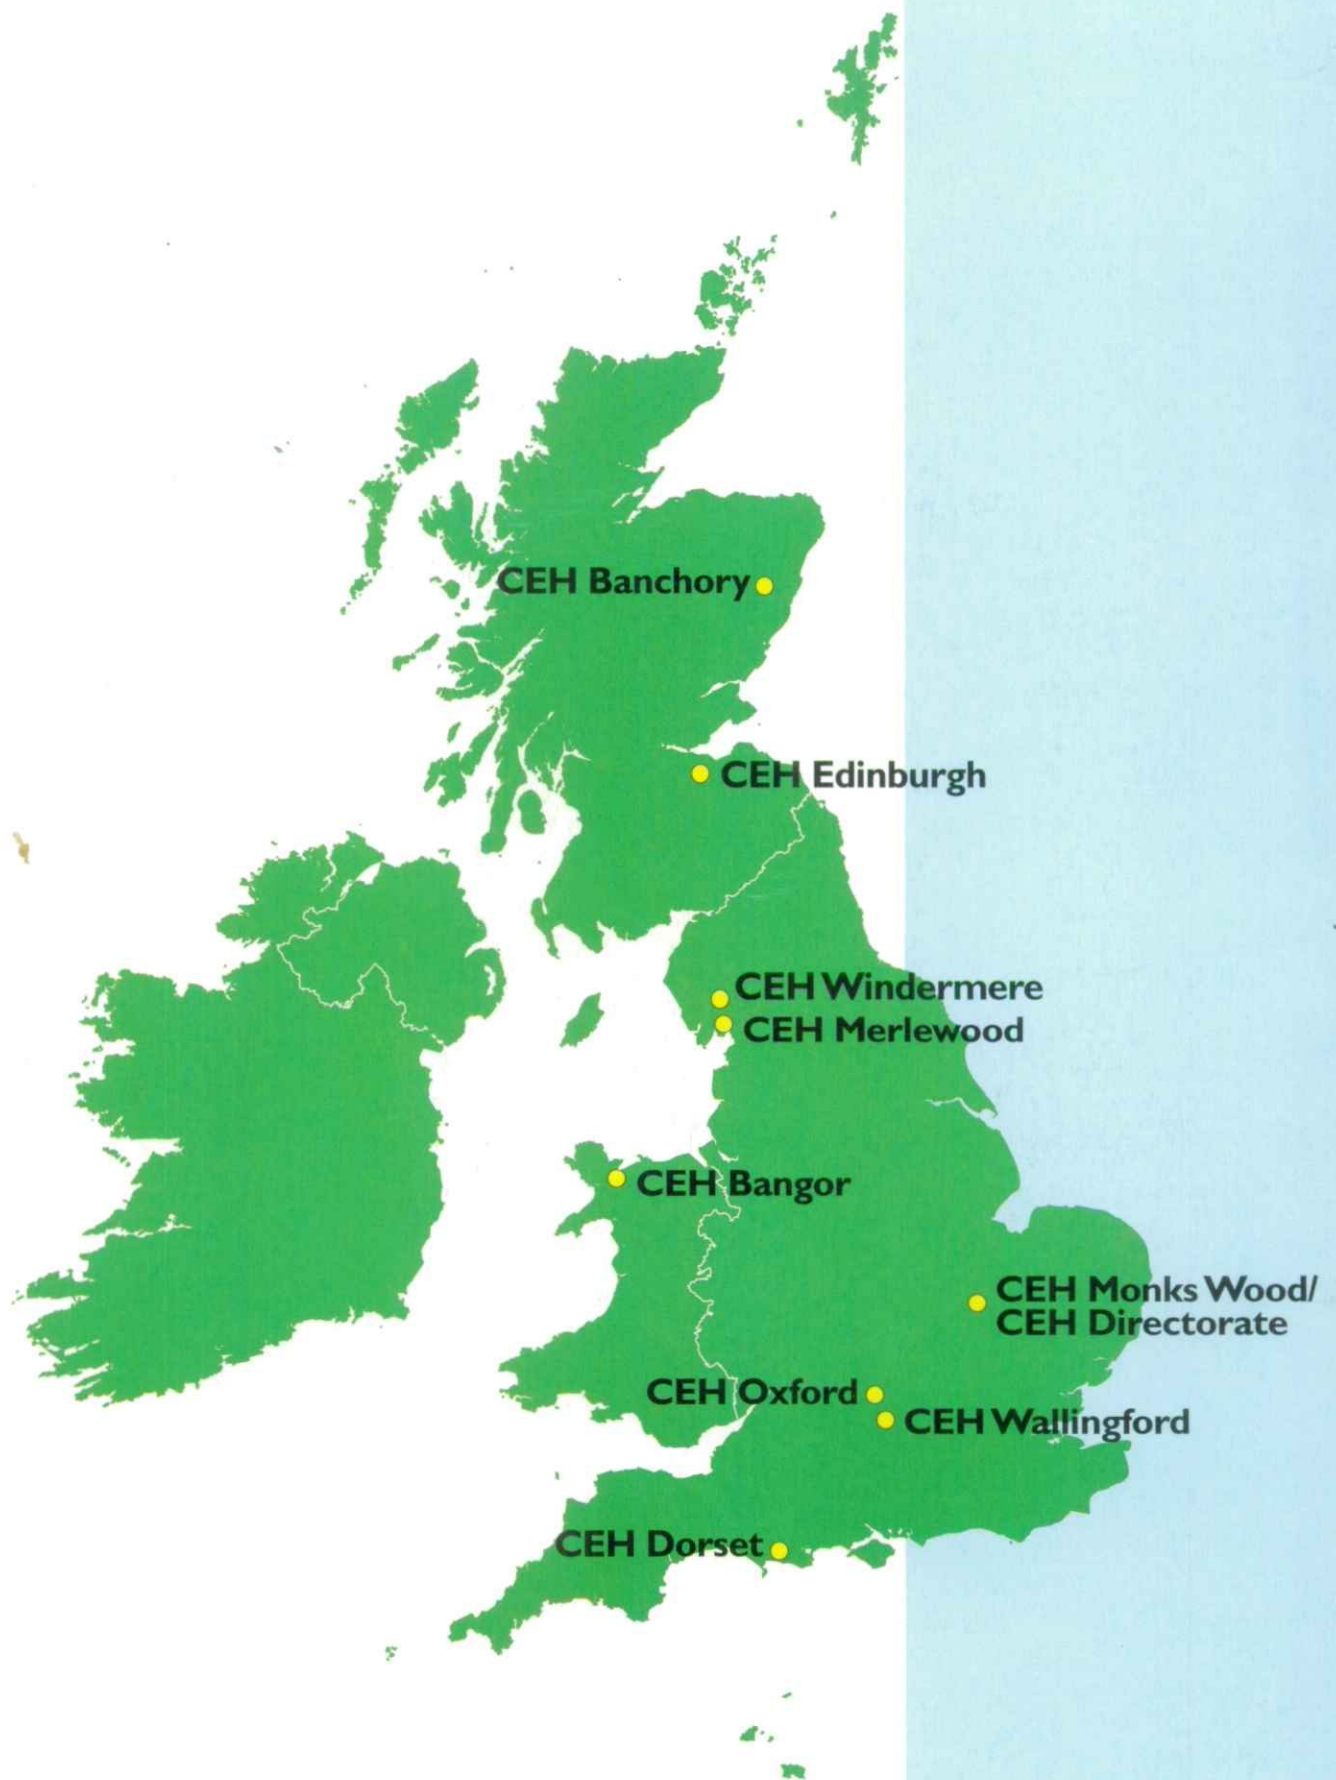 CEH Banchory
CEH Edinburgh
CEH Windermere
CEH Merlewood
CEH Bangor
CEH Monks Wood/
CEH Directorate
CEH Oxford
CEH Wallingford
CEH Dorset